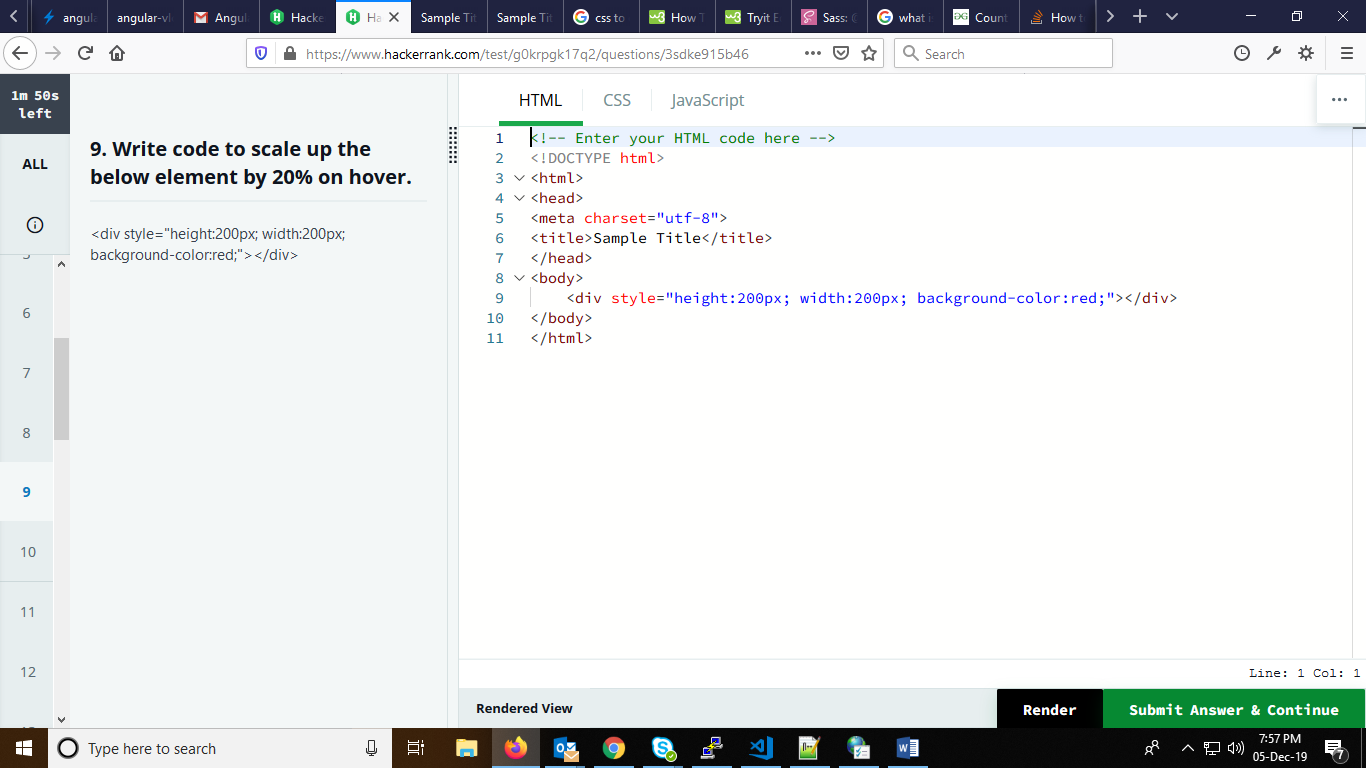 angula
angular-vl
Angul
Hacke
Ha
Sample Tit
Sample Tit
css to
How T
Tryit E
Sass: (
what i
Count
How to
https://www.hackerrank.com/test/g0krpgk17q2/questions/3sdke915b46
Search
1m 50s
left
ALL
6
7
8
9
10
11
12
9. Write code to scale up the
below element by 20% on hover.
<div style="height:200px; width:200px;
background-color:red;"></div>
HTML CSS JavaScript
1 <!-- Enter your HTML code here -->
2 <!DOCTYPE html>
3 <html>
4 <head>
5 <meta charset="utf-8">
6 <title>Sample Title</title>
7 </head>
8 <body>
9 <div style="height:200px; width:200px; background-color:red;"></div>
10 </body>
11 </html>
Line: 1 Col: 1
Rendered View
Render
Submit Answer & Continue
Type here to search
7:57 PM
05-Dec-19
7